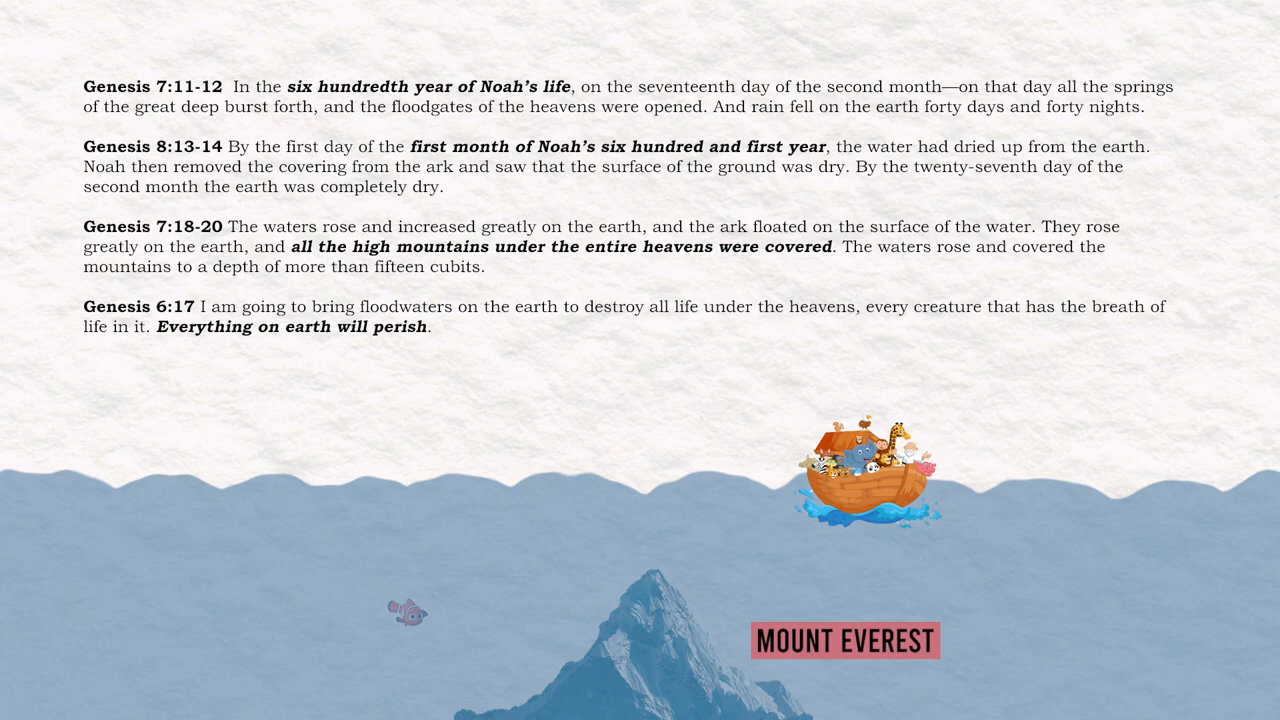 Genesis 7:11-12  In the six hundredth year of Noah’s life, on the seventeenth day of the second month—on that day all the springs
of the great deep burst forth, and the floodgates of the heavens were opened. And rain fell on the earth forty days and forty nights.
Genesis 8:13-14 By the first day of the first month of Noah’s six hundred and first year, the water had dried up from the earth.
Noah then removed the covering from the ark and saw that the surface of the ground was dry. By the twenty-seventh day of the
second month the earth was completely dry.
Genesis 7:18-20 The waters rose and increased greatly on the earth, and the ark floated on the surface of the water. They rose
greatly on the earth, and all the high mountains under the entire heavens were covered. The waters rose and covered the
mountains to a depth of more than fifteen cubits.
Genesis 6:17 I am going to bring floodwaters on the earth to destroy all life under the heavens, every creature that has the breath of
life in it. Everything on earth will perish.
MOUNT EVEREST